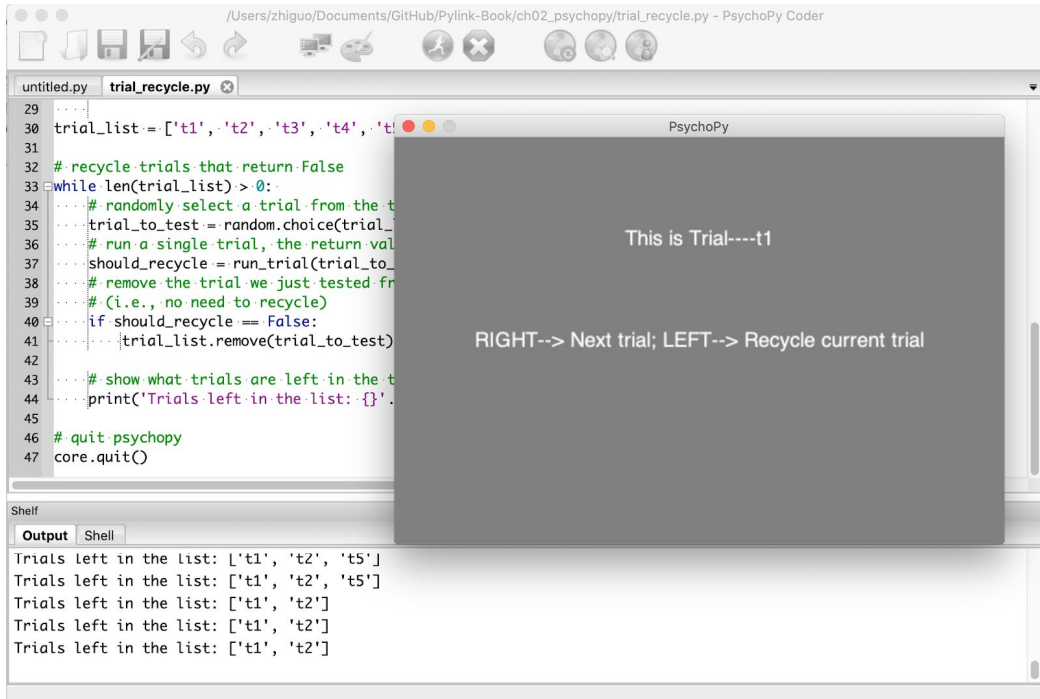 /Users/zhiguo/Documents/GitHub/Pylink-Book/ch02_psychopy/trial_recycle.py - PsychoPy Coder
untitled.py trial_recycle.py
29
30 trial_list = ['t1', 't2', 't3', 't4', 't5
31
32 # recycle trials that return False
33 while len(trial_list) > 0:
34 # randomly select a trial from the t
35 trial_to_test = random.choice(trial_
36 # run a single trial, the return val
37 should_recycle = run_trial(trial_to_
38 # remove the trial we just tested fr
39 # (i.e., no need to recycle)
40 if should_recycle == False:
41 trial_list.remove(trial_to_test)
42
43 # show what trials are left in the t
44 print('Trials left in the list: {}'.
45
46 # quit psychopy
47 core.quit()
PsychoPy
This is Trial----t1
RIGHT--> Next trial; LEFT--> Recycle current trial
Shelf
Output Shell
Trials left in the list: ['t1', 't2', 't5']
Trials left in the list: ['t1', 't2', 't5']
Trials left in the list: ['t1', 't2']
Trials left in the list: ['t1', 't2']
Trials left in the list: ['t1', 't2']